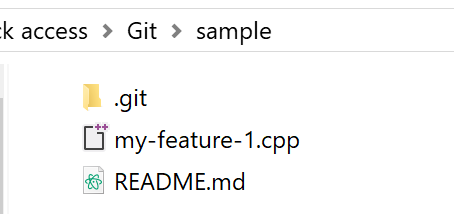 ck access > Git > sample
.git
my-feature-1.cpp
README.md